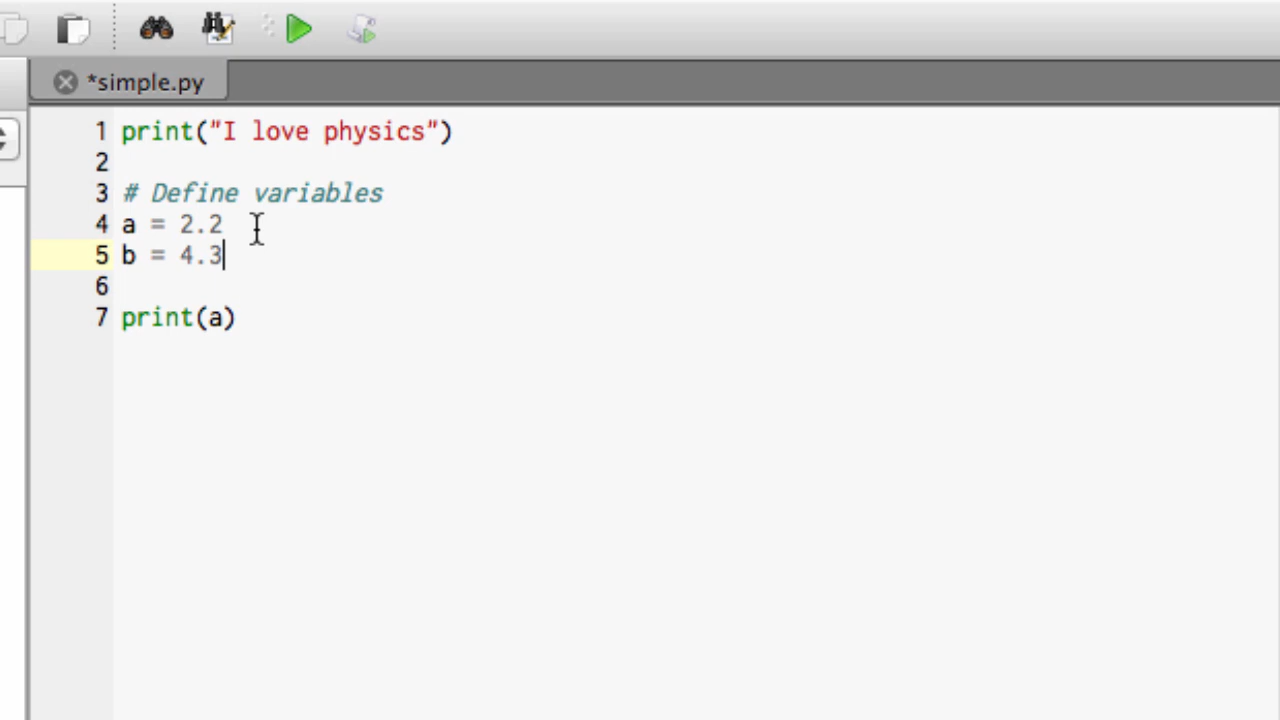 *simple.py
1 print("I love physics")
2
3 # Define variables
4 a = 2.2
5 b = 4.3
6
7 print(a)